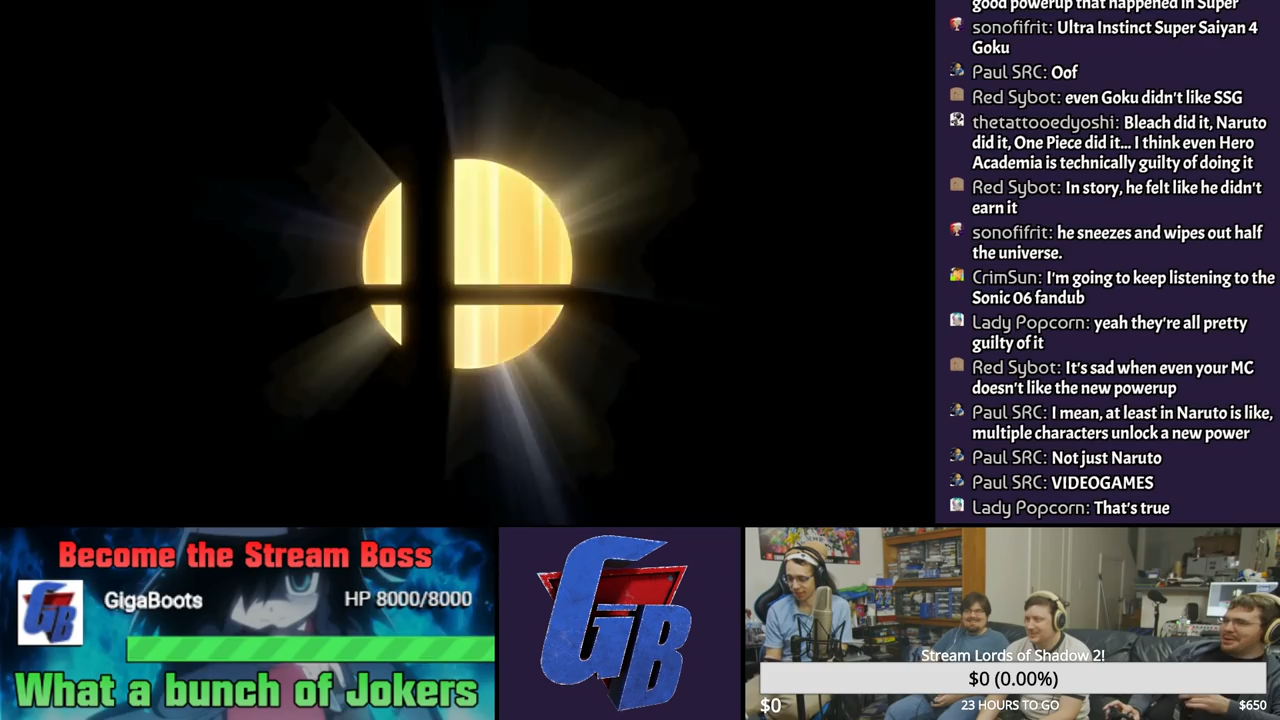 good powerup that happened in Super
sonofifrit: Ultra Instinct Super Saiyan 4
Goku
Paul SRC: Oof
Red Sybot: even Goku didn't like SSG
thetattooedyoshi: Bleach did it, Naruto
did it, One Piece did it... I think even Hero
Academia is technically guilty of doing it
Red Sybot: In story, he felt like he didn't
earn it
sonofifrit: he sneezes and wipes out half
the universe.
CrimSun: I'm going to keep listening to the
Sonic 06 fandub
Lady Popcorn: yeah they're all pretty
guilty of it
Red Sybot: It's sad when even your MC
doesn't like the new powerup
Paul SRC: I mean, at least in Naruto is like,
multiple characters unlock a new power
Paul SRC: Not just Naruto
Paul SRC: VIDEOGAMES
Lady Popcorn: That's true
Become the Stream Boss
GB
GigaBoots
HP 8000/8000
What a bunch of Jokers
GB
Stream Lords of Shadow 2!
$0 (0.00%)
$0
23 HOURS TO GO
$650